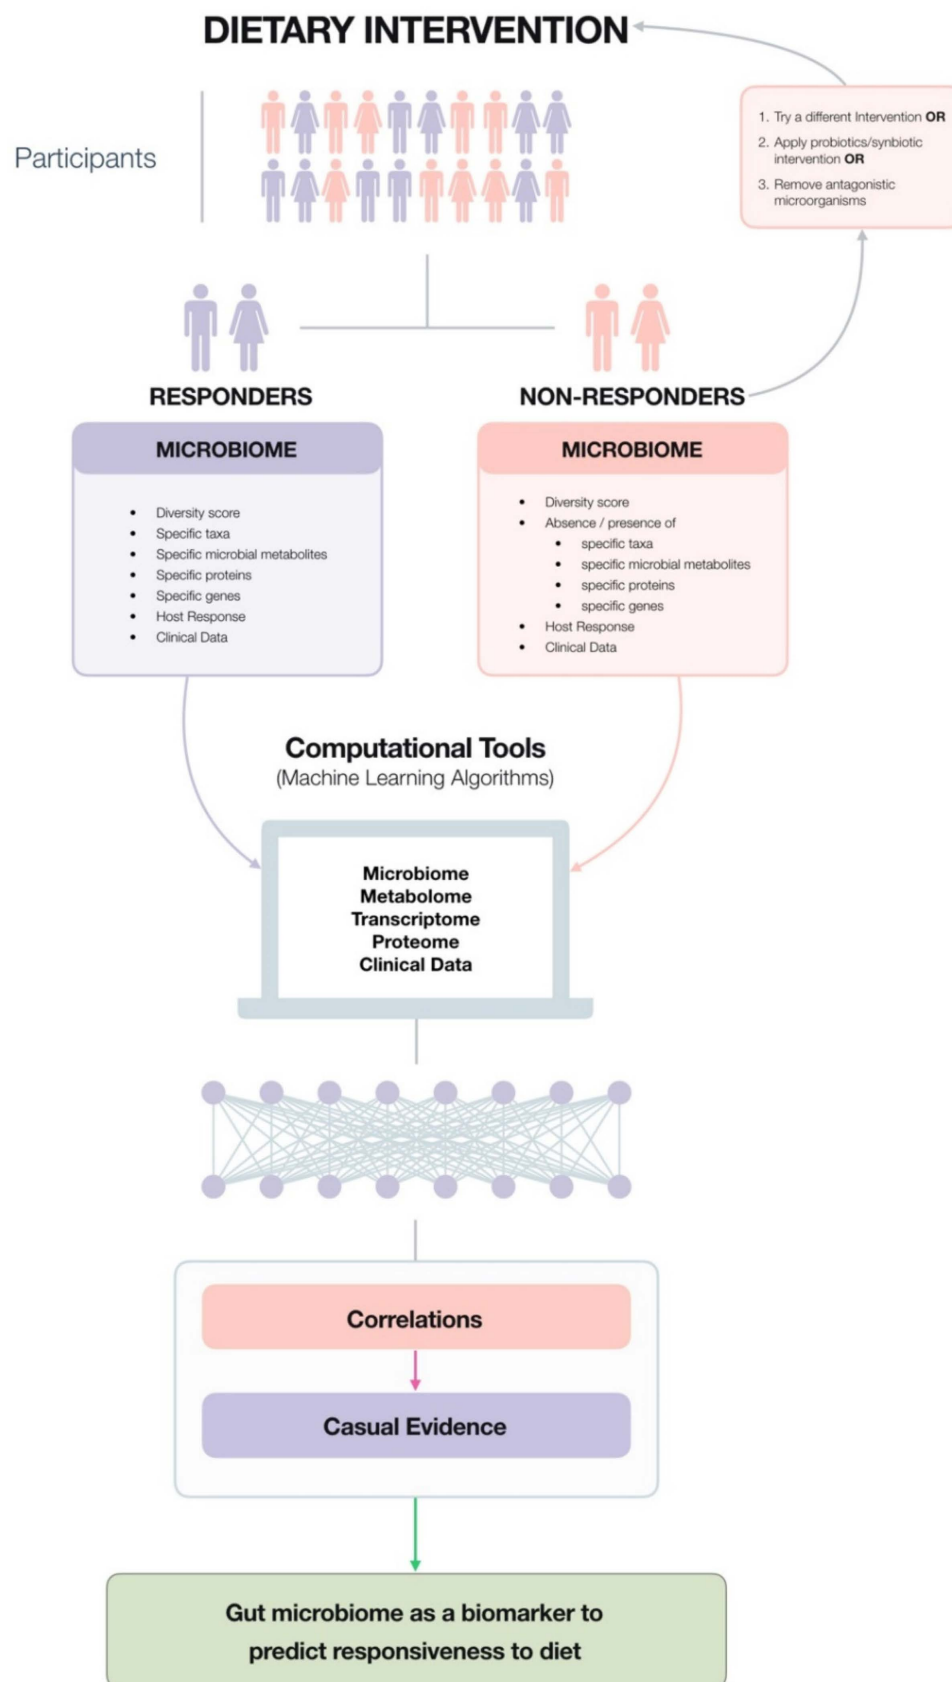 DIETARY INTERVENTION
Participants
1. Try a different Intervention OR
2. Apply probiotics/synbiotic
intervention OR
3. Remove antagonistic
microorganisms
RESPONDERS
NON-RESPONDERS
MICROBIOME
• Diversity score
• Specific taxa
• Specific microbial metabolites
• Specific proteins
• Specific genes
• Host Response
• Clinical Data
MICROBIOME
• Diversity score
• Absence / presence of
• specific taxa
• specific microbial metabolites
• specific proteins
• specific genes
• Host Response
• Clinical Data
Computational Tools
(Machine Learning Algorithms)
Microbiome
Metabolome
Transcriptome
Proteome
Clinical Data
Correlations
Casual Evidence
Gut microbiome as a biomarker to
predict responsiveness to diet